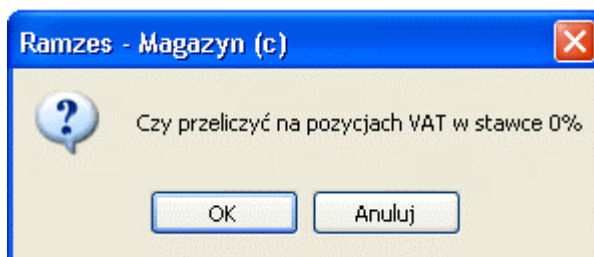 Ramzes - Magazyn (c)
Czy przeliczyć na pozycjach VAT w stawce 0%
OK
Anuluj